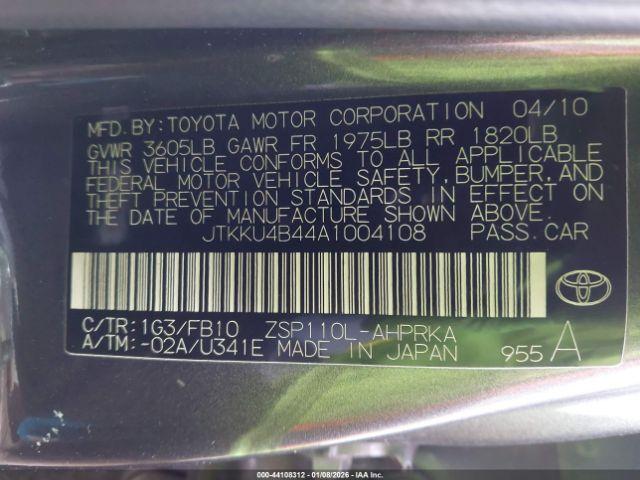 MFD.BY:TOYOTA MOTOR CORPORATION 04/10
GVWR 3605LB GAWR FR 1975LB RR 1820LB
THIS VEHICLE CONFORMS TO ALL APPLICABLE
FEDERAL MOTOR VEHICLE SAFETY, BUMPER, AND
THEFT PREVENTION STANDARDS IN EFFECT ON
THE DATE OF MANUFACTURE SHOWN ABOVE.
JTKKU4B44A1004108 PASS.CAR
C/TR:1G3/FB10 ZSP110L-AHPRKA
A/TM:-02A/U341E MADE IN JAPAN 955A
000-44108312 - 01/08/2026 - IAA Inc.